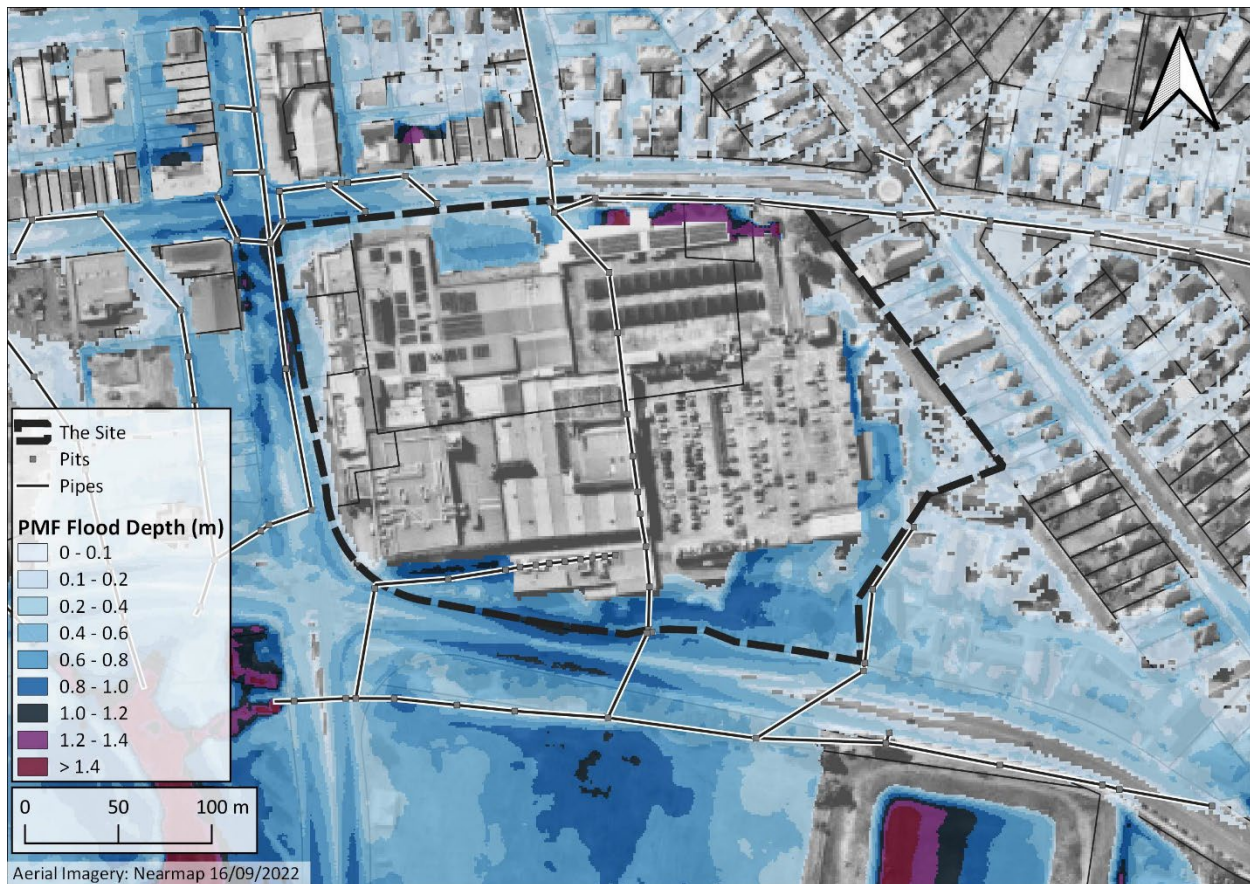 The Site
Pits
Pipes
PMF Flood Depth (m)
0 - 0.1
0.1 - 0.2
0.2 - 0.4
0.4 - 0.6
0.6 - 0.8
0.8 - 1.0
1.0 - 1.2
1.2 - 1.4
> 1.4
0 50 100 m
Aerial Imagery: Nearmap 16/09/2022